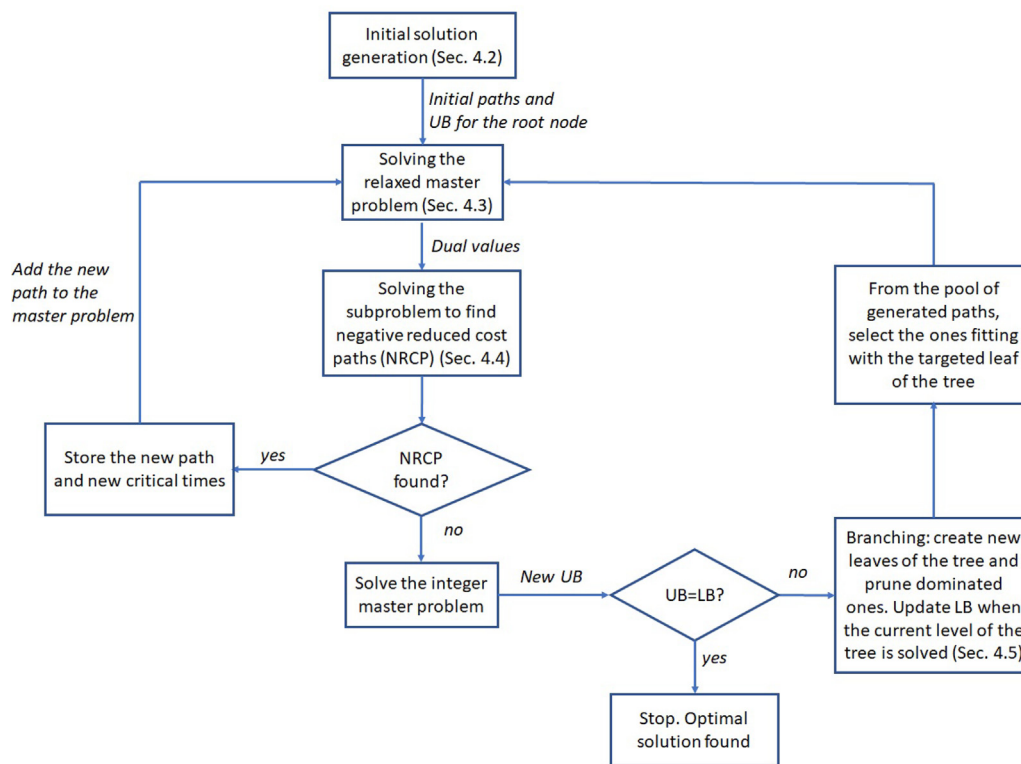 Initial solution
generation (Sec. 4.2)
Initial paths and
UB for the root node
Solving the
relaxed master
problem (Sec. 4.3)
Dual values
Add the new
path to the
master problem
Solving the
subproblem to find
negative reduced cost
paths (NRCP) (Sec. 4.4)
From the pool of
generated paths,
select the ones fitting
with the targeted leaf
of the tree
Store the new path
and new critical times
yes
NRCP
found?
no
Solve the integer
master problem
New UB
UB=LB?
no
Branching: create new
leaves of the tree and
prune dominated
ones. Update LB when
the current level of the
tree is solved (Sec. 4.5)
yes
Stop. Optimal
solution found